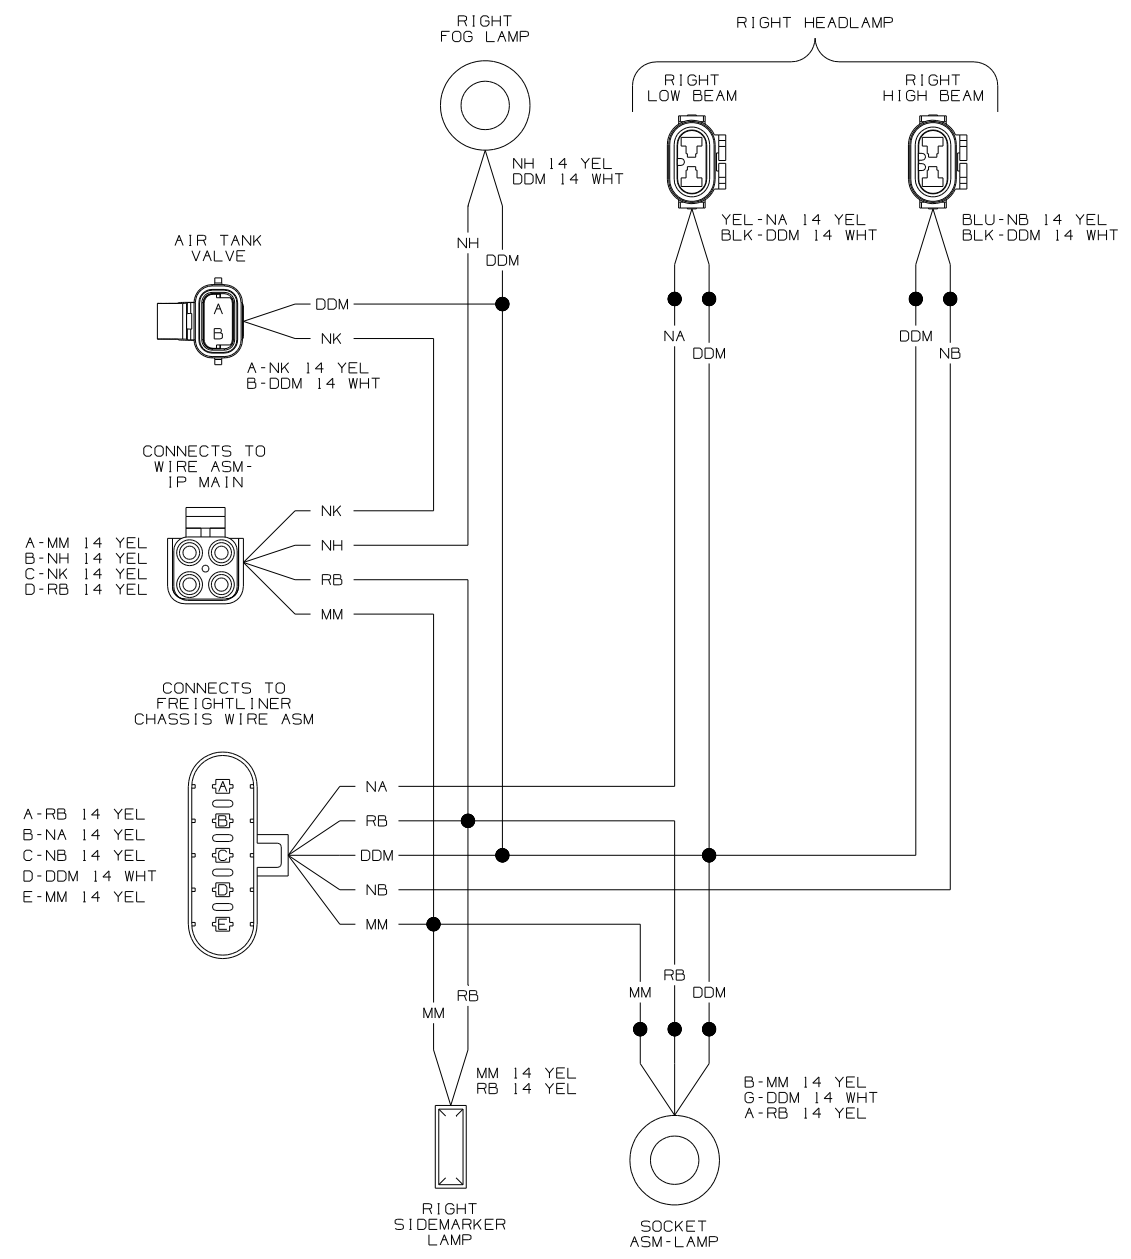 RIGHT
FOG LAMP
RIGHT HEADLAMP
RIGHT
LOW BEAM
RIGHT
HIGH BEAM
NH 14 YEL
DDM 14 WHT
YEL-NA 14 YEL
BLK-DDM 14 WHT
BLU-NB 14 YEL
BLK-DDM 14 WHT
NH
DDM
AIR TANK
VALVE
A
B
DDM
NK
A-NK 14 YEL
B-DDM 14 WHT
NA
DDM
DDM
NB
CONNECTS TO
WIRE ASM-
IP MAIN
A-MM 14 YEL
B-NH 14 YEL
C-NK 14 YEL
D-RB 14 YEL
NK
NH
RB
MM
CONNECTS TO
FREIGHTLINER
CHASSIS WIRE ASM
A-RB 14 YEL
B-NA 14 YEL
C-NB 14 YEL
D-DDM 14 WHT
E-MM 14 YEL
A
B
C
D
E
NA
RB
DDM
NB
MM
MM
RB
MM
RB
DDM
MM 14 YEL
RB 14 YEL
B-MM 14 YEL
G-DDM 14 WHT
A-RB 14 YEL
RIGHT
SIDEMARKER
LAMP
SOCKET
ASM-LAMP